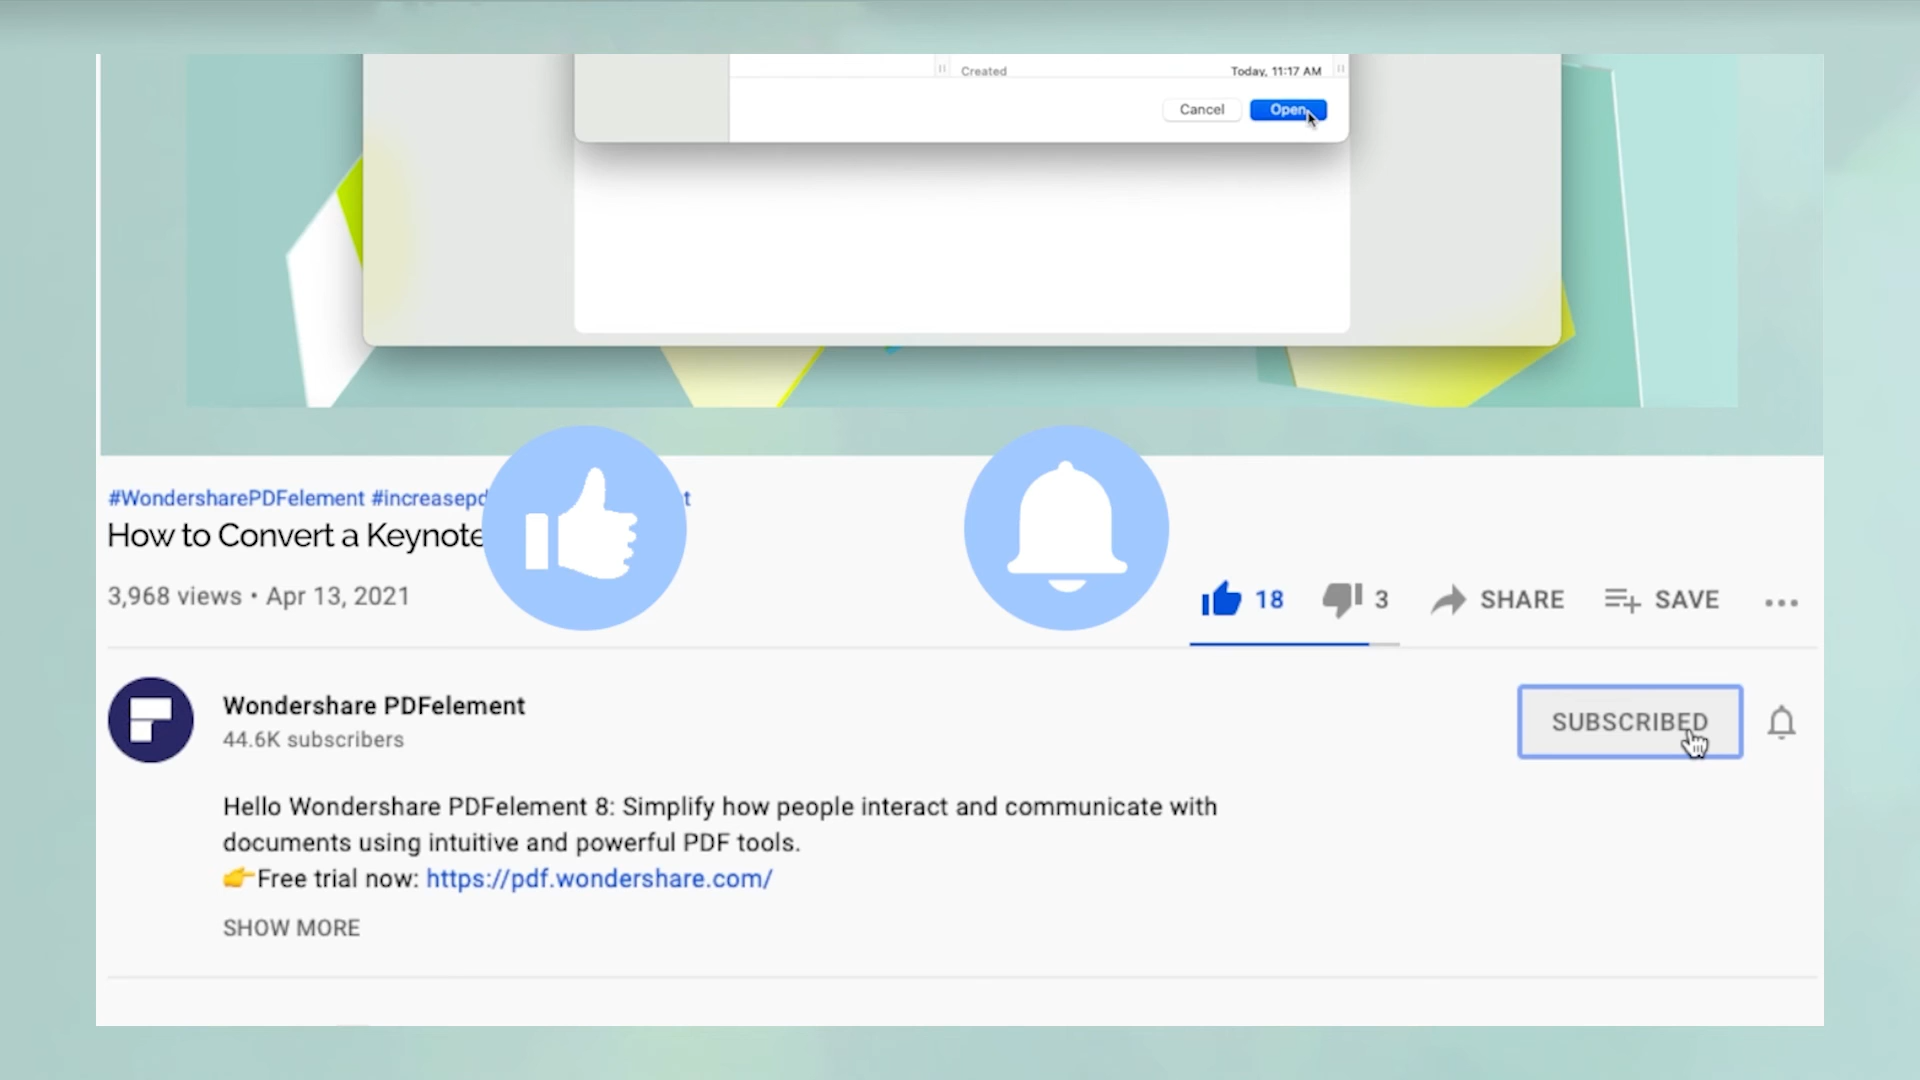 Created Today, 11:17 AM
Cancel Open
#WondersharePDFelement
How to Convert a Keynote
3,968 views • Apr 13, 2021
18 3 SHARE SAVE
Wondershare PDFelement
44.6K subscribers
SUBSCRIBED
Hello Wondershare PDFelement 8: Simplify how people interact and communicate with
documents using intuitive and powerful PDF tools.
👉Free trial now: https://pdf.wondershare.com/
SHOW MORE